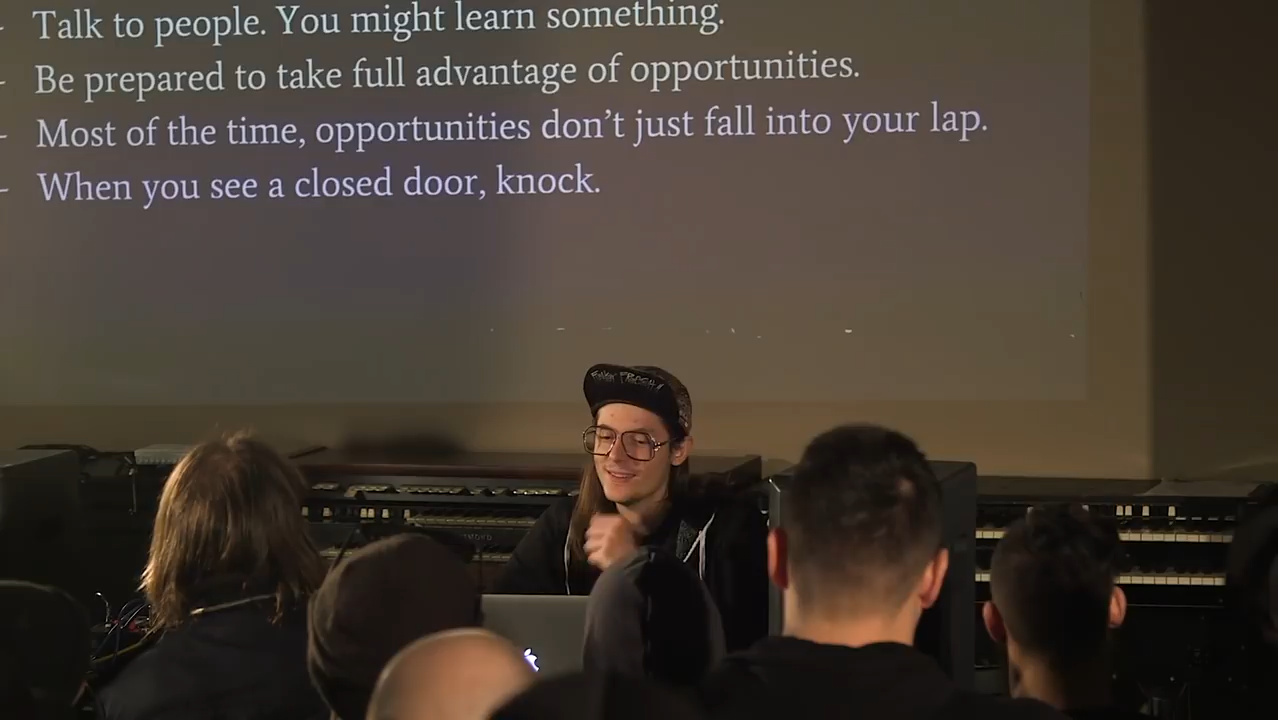 - Talk to people. You might learn something.
- Be prepared to take full advantage of opportunities.
- Most of the time, opportunities don't just fall into your lap.
- When you see a closed door, knock.